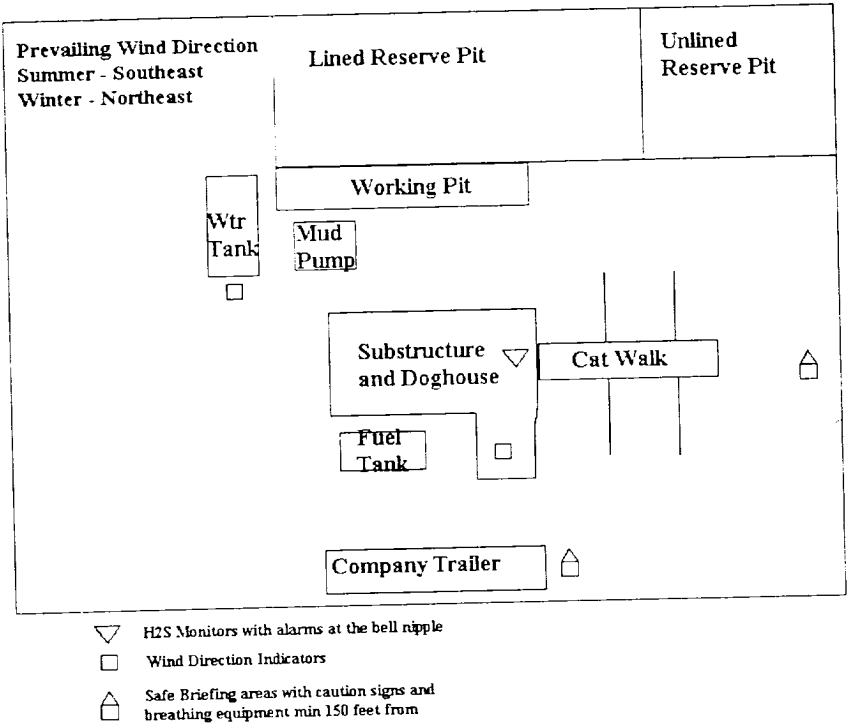 Prevailing Wind Direction
Summer - Southeast
Winter - Northeast
Lined Reserve Pit
Unlined
Reserve Pit
Working Pit
Wtr
Tank
Mud
Pump
Substructure
and Doghouse
Cat Walk
Fuel
Tank
Company Trailer
H2S Monitors with alarms at the bell nipple
Wind Direction Indicators
Safe Briefing areas with caution signs and
breathing equipment min 150 feet from